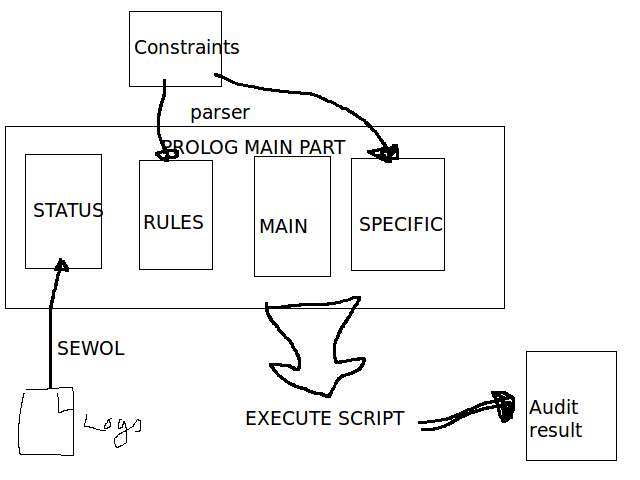 Constraints
parser
PROLOG MAIN PART
STATUS
RULES
MAIN
SPECIFIC
SEWOL
Logs
EXECUTE SCRIPT
Audit
result